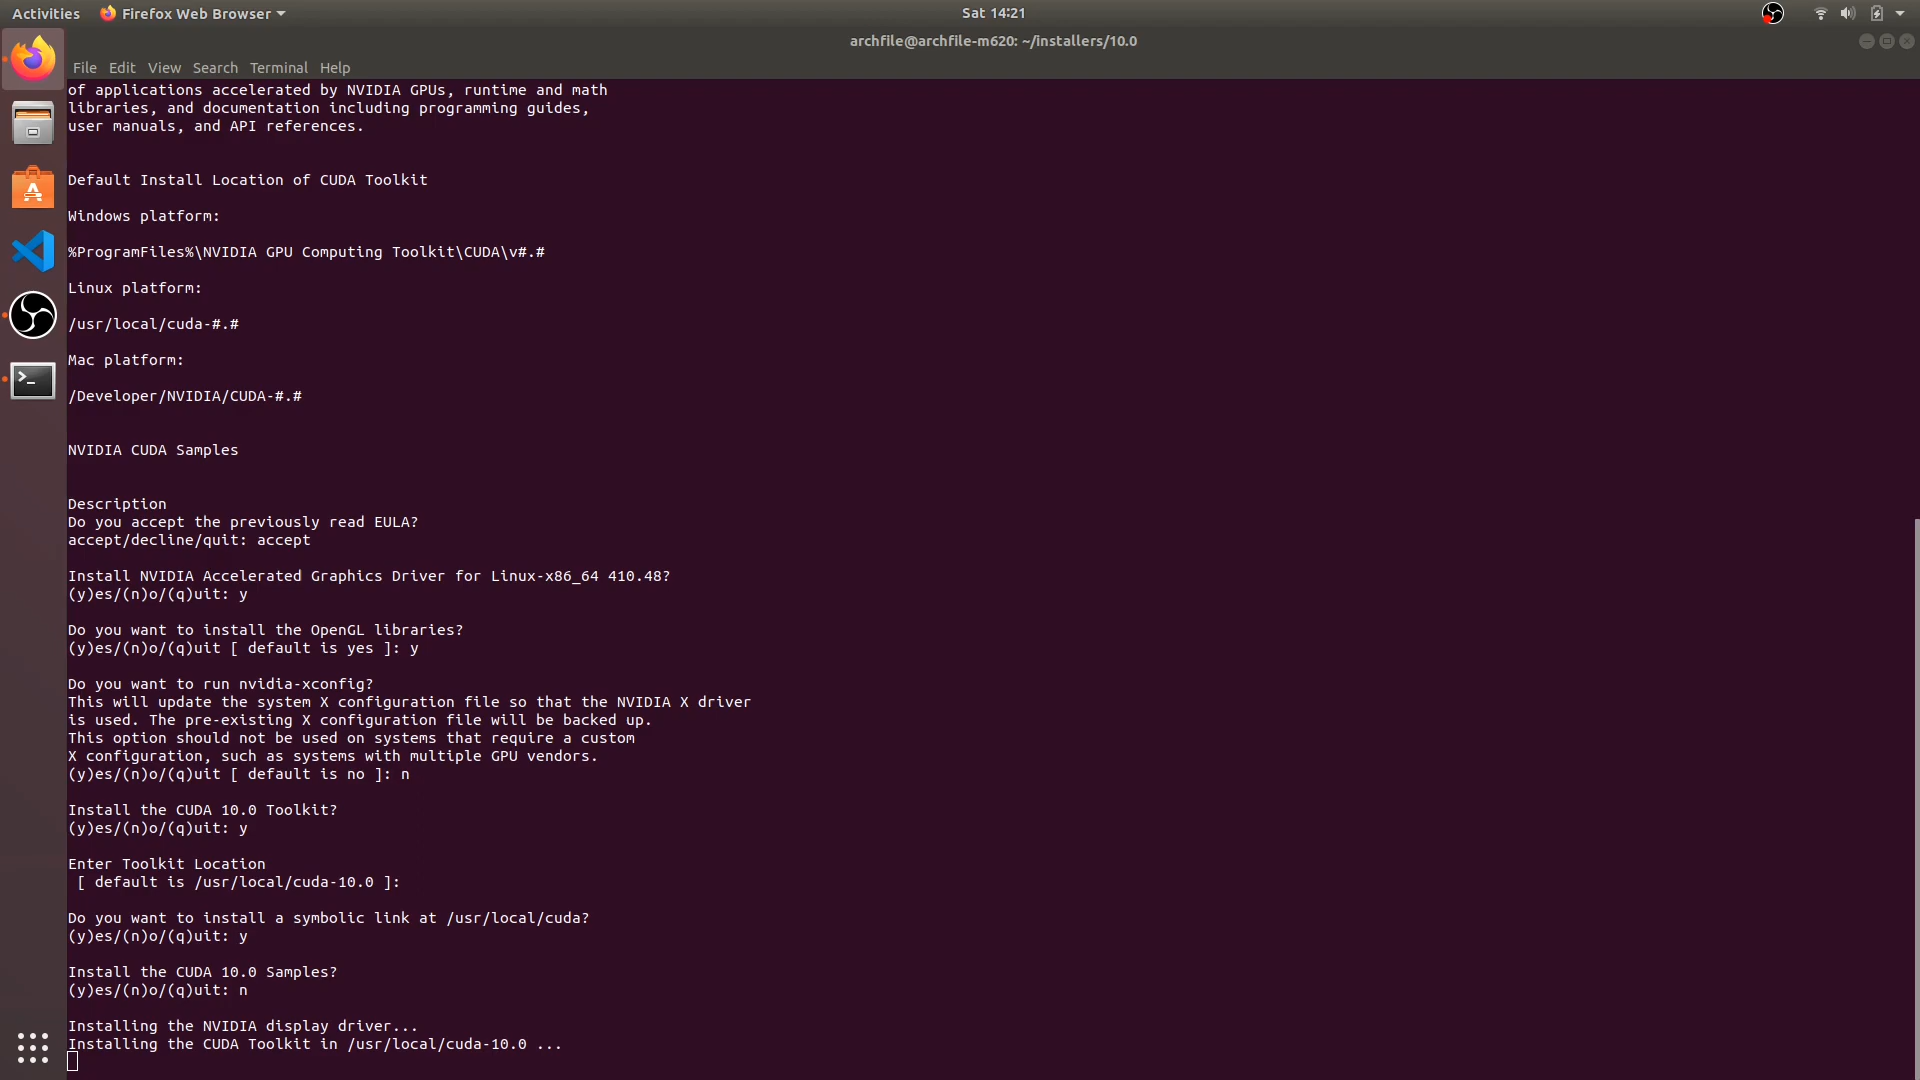 Activities
Firefox Web Browser
Sat 14:21
archfile@archfile-m620: ~/installers/10.0
File Edit View Search Terminal Help
of applications accelerated by NVIDIA GPUs, runtime and math
libraries, and documentation including programming guides,
user manuals, and API references.
Default Install Location of CUDA Toolkit
Windows platform:
%ProgramFiles%\NVIDIA GPU Computing Toolkit\CUDA\v#.#
Linux platform:
/usr/local/cuda-#.#
Mac platform:
/Developer/NVIDIA/CUDA-#.#
NVIDIA CUDA Samples
Description
Do you accept the previously read EULA?
accept/decline/quit: accept
Install NVIDIA Accelerated Graphics Driver for Linux-x86_64 410.48?
(y)es/(n)o/(q)uit: y
Do you want to install the OpenGL libraries?
(y)es/(n)o/(q)uit [ default is yes ]: y
Do you want to run nvidia-xconfig?
This will update the system X configuration file so that the NVIDIA X driver
is used. The pre-existing X configuration file will be backed up.
This option should not be used on systems that require a custom
X configuration, such as systems with multiple GPU vendors.
(y)es/(n)o/(q)uit [ default is no ]: n
Install the CUDA 10.0 Toolkit?
(y)es/(n)o/(q)uit: y
Enter Toolkit Location
[ default is /usr/local/cuda-10.0 ]:
Do you want to install a symbolic link at /usr/local/cuda?
(y)es/(n)o/(q)uit: y
Install the CUDA 10.0 Samples?
(y)es/(n)o/(q)uit: n
Installing the NVIDIA display driver...
Installing the CUDA Toolkit in /usr/local/cuda-10.0 ...